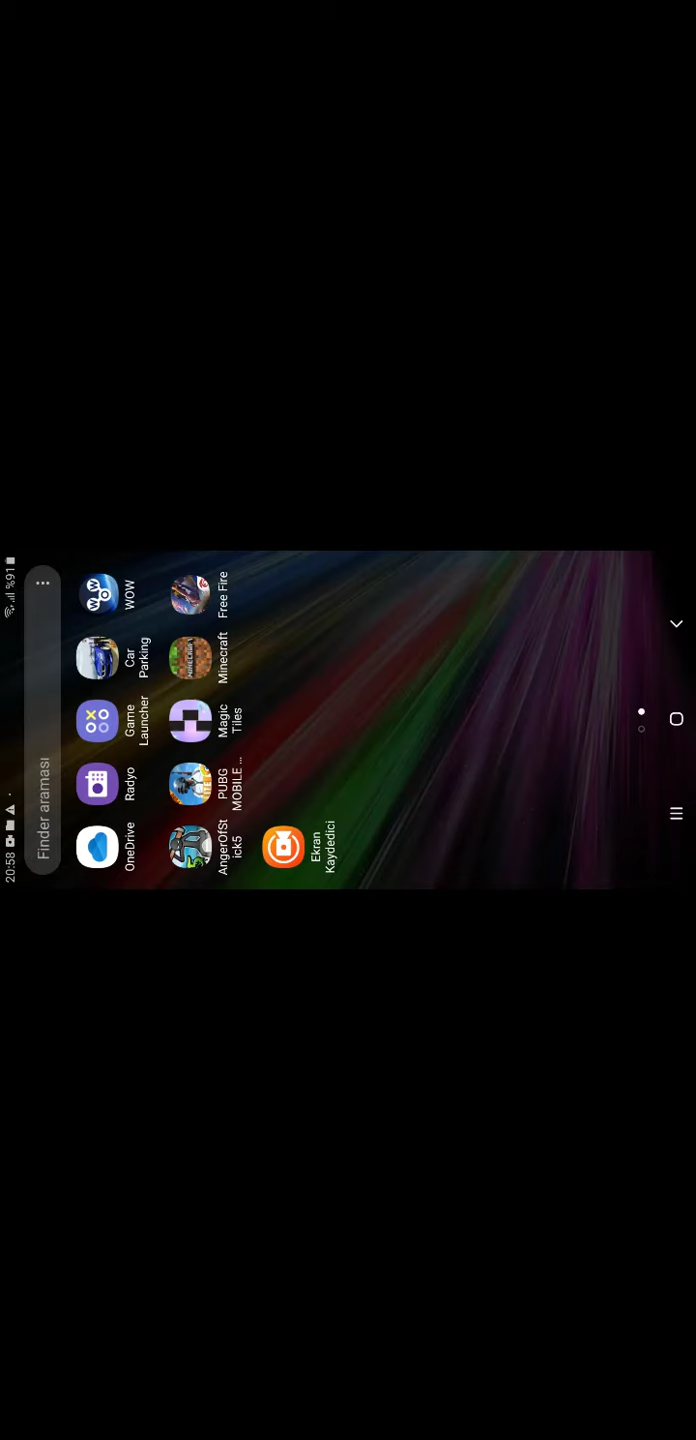 20:58 %91
Finder araması
OneDrive
Radyo
Game
Launcher
Car
Parking
WOW
AngerOfSt
ick5
PUBG
MOBILE ...
Magic
Tiles
Minecraft
Free Fire
Ekran
Kaydedici